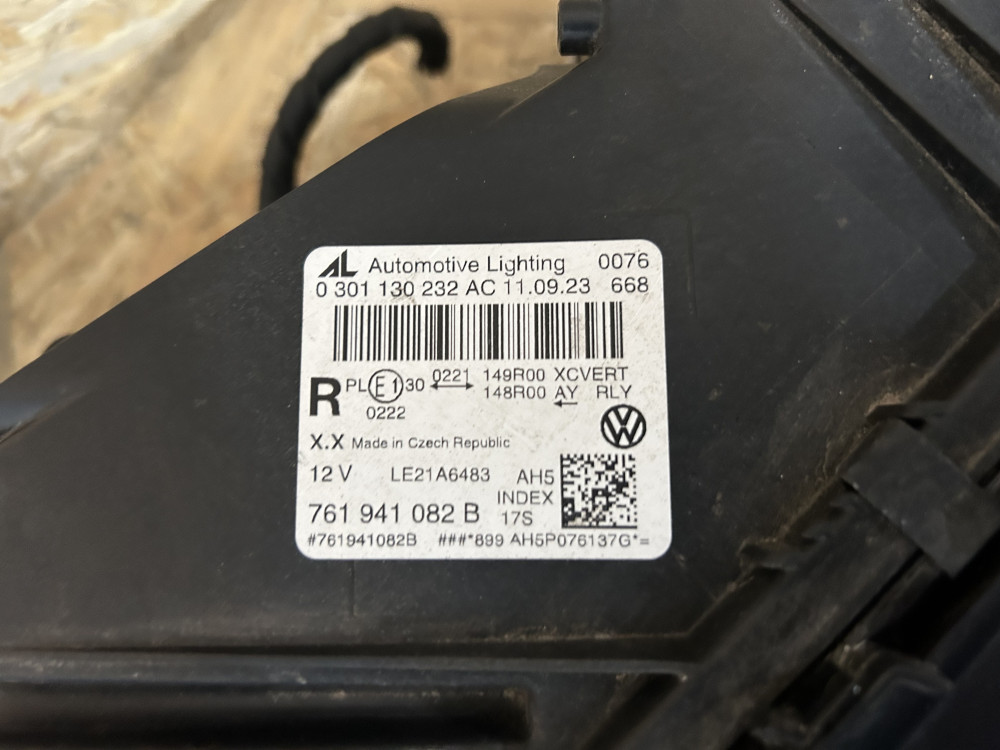 AL Automotive Lighting 0076
0 301 130 232 AC 11.09.23 668
R PL E1 30 0221 ↔ 149R00 XCVERT
148R00 AY ← RLY
0222
X.X Made in Czech Republic
VW
12 V LE21A6483 AH5
INDEX
761 941 082 B 17S
#761941082B ###*899 AH5P076137G*=